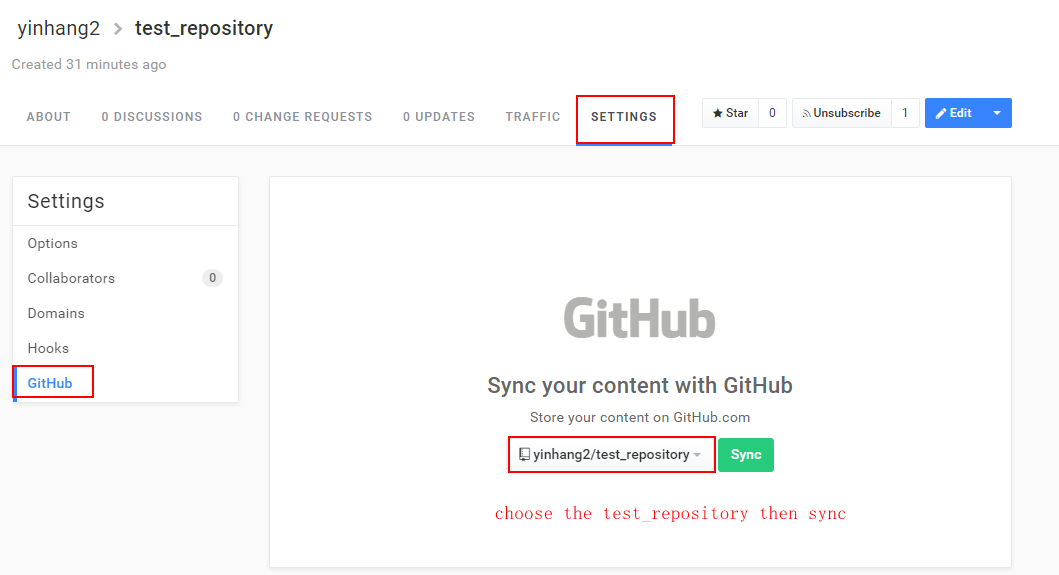 yinhang2 > test_repository
Created 31 minutes ago
ABOUT 0 DISCUSSIONS 0 CHANGE REQUESTS 0 UPDATES TRAFFIC SETTINGS Star 0 Unsubscribe 1 Edit
Settings
Options
Collaborators 0
Domains
Hooks
GitHub
GitHub
Sync your content with GitHub
Store your content on GitHub.com
yinhang2/test_repository Sync
choose the test_repository then sync